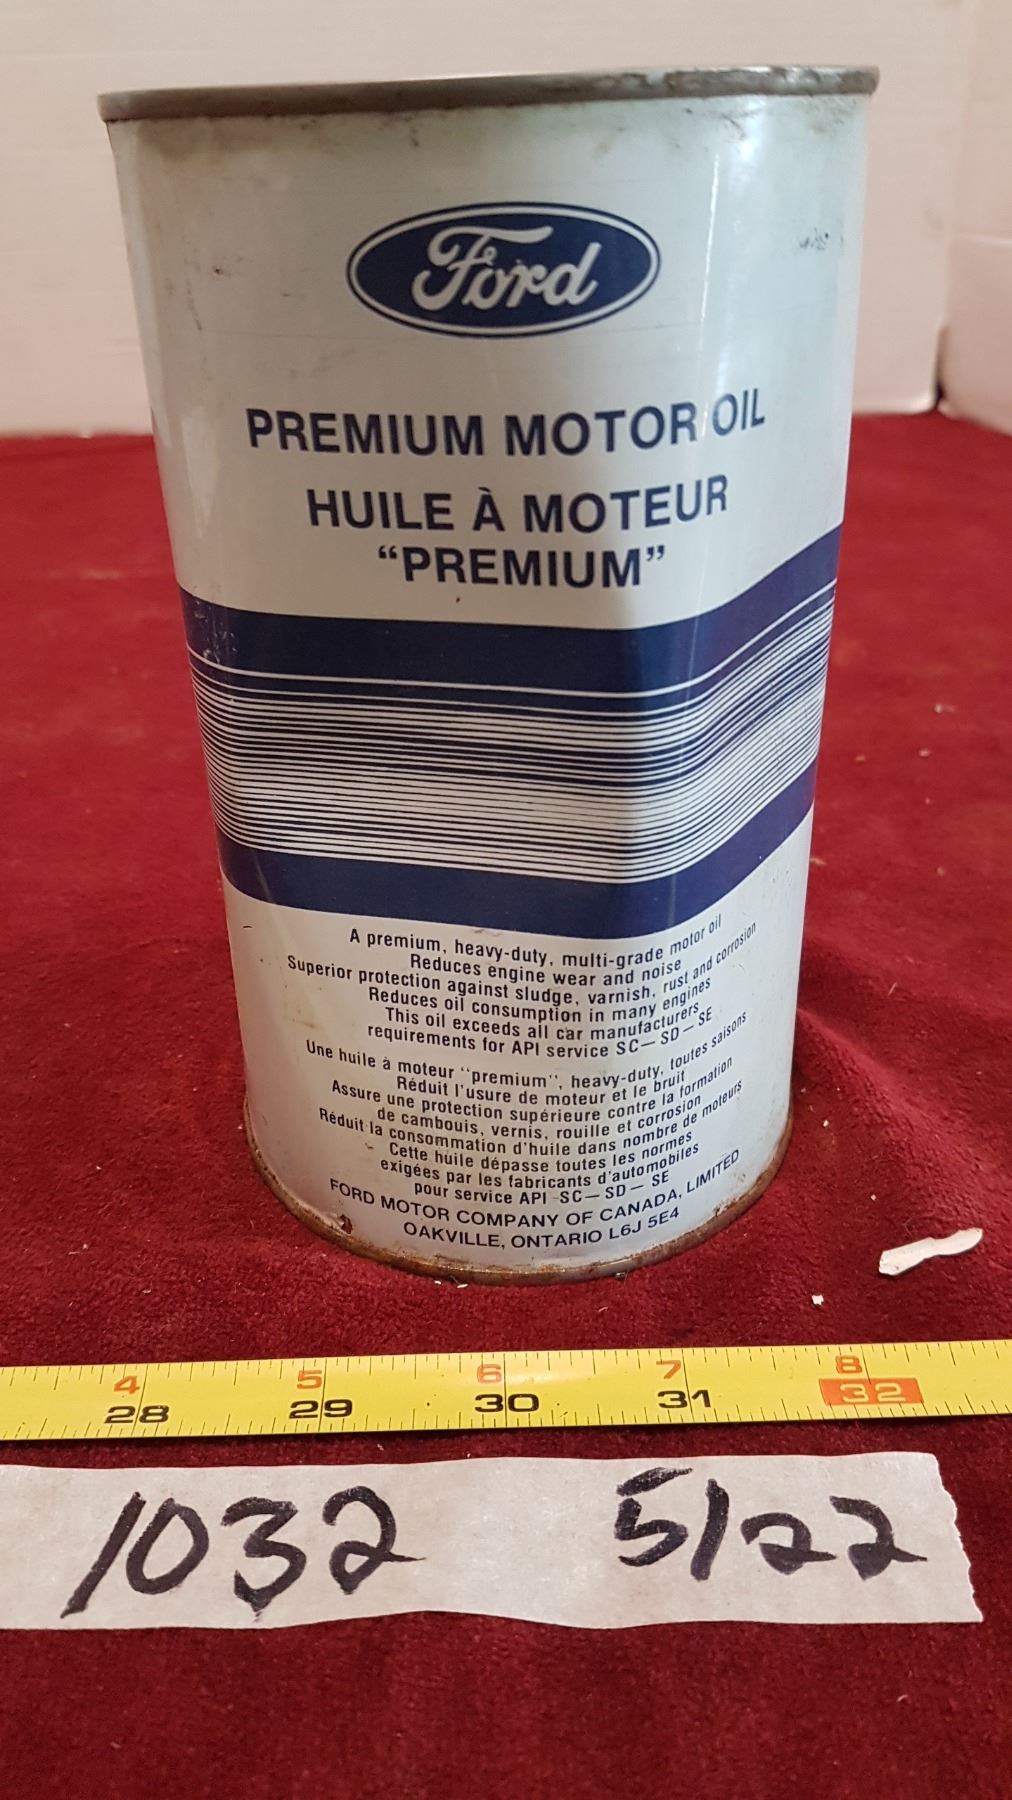 Ford
PREMIUM MOTOR OIL
HUILE À MOTEUR
“PREMIUM”
A premium, heavy-duty, multi-grade motor oil
Reduces engine wear and noise
Superior protection against sludge, varnish, rust and corrosion
Reduces oil consumption in many engines
This oil exceeds all car manufacturers
requirements for API service SC — SD — SE
Une huile à moteur "premium", heavy-duty, toutes saisons
Réduit l'usure de moteur et le bruit
Assure une protection supérieure contre la formation
de cambouis, vernis, rouille et corrosion
Réduit la consommation d'huile dans nombre de moteurs
Cette huile dépasse toutes les normes
exigées par les fabricants d'automobiles
pour service API SC — SD — SE
FORD MOTOR COMPANY OF CANADA, LIMITED
OAKVILLE, ONTARIO L6J 5E4
4 5 6 7 8
28 29 30 31 32
1032 5122